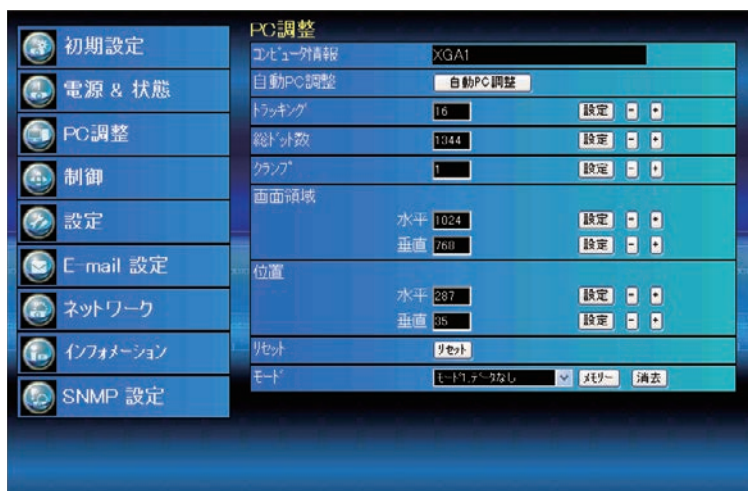 初期設定
電源 & 状態
PC調整
制御
設定
E-mail 設定
ネットワーク
インフォメーション
SNMP 設定
PC調整
コンピュータ情報 XGA1
自動PC調整 自動PC調整
トラッキング 16 設定 - +
総ドット数 1344 設定 - +
クランプ 1 設定 - +
画面領域
水平 1024 設定 - +
垂直 768 設定 - +
位置
水平 287 設定 - +
垂直 35 設定 - +
リセット リセット
モード モード1.データなし メモリー 消去